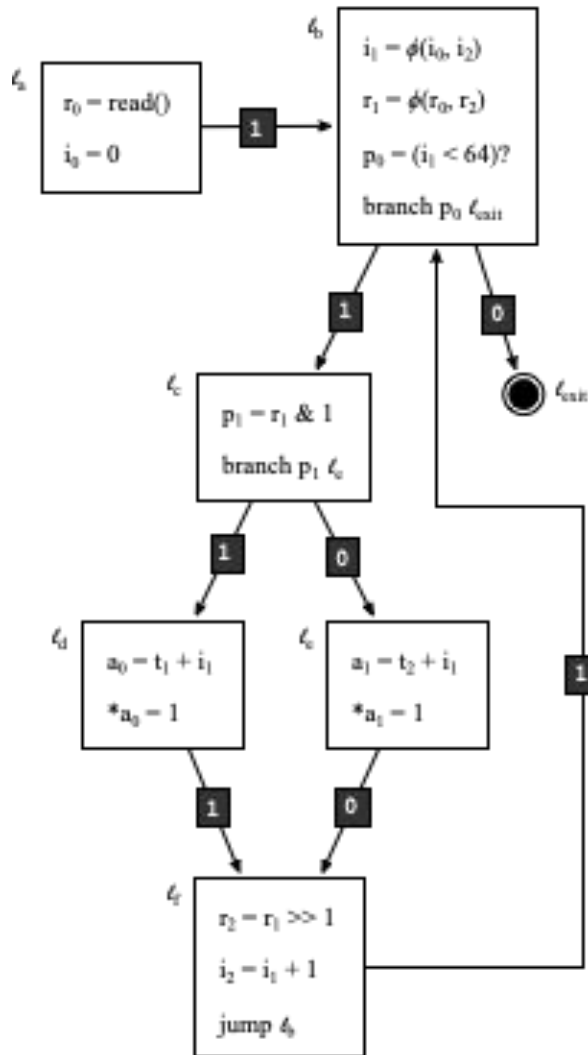 ℓb
i₁ = ϕ(i₀, i₂)
r₁ = ϕ(r₀, r₂)
p₀ = (i₁ < 64)?
branch p₀ ℓexit
ℓa
r₀ = read()
i₀ = 0
1
1
0
ℓexit
ℓc
p₁ = r₁ & 1
branch p₁ ℓe
1
0
ℓd
a₀ = t₁ + i₁
*a₀ = 1
ℓe
a₁ = t₂ + i₁
*a₁ = 1
1
1
0
ℓf
r₂ = r₁ >> 1
i₂ = i₁ + 1
jump ℓb